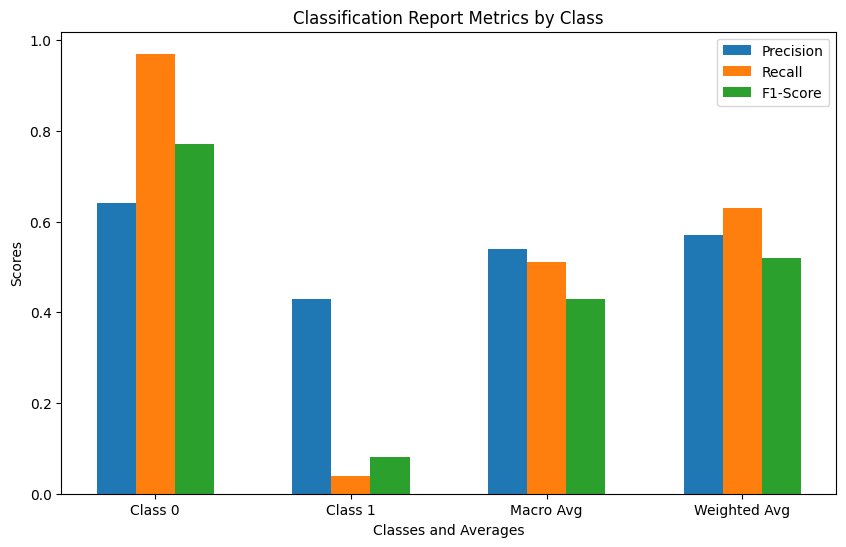 Classification Report Metrics by Class
1.0
0.8
0.6
0.4
0.2
0.0
Scores
Precision
Recall
F1-Score
Class 0
Class 1
Macro Avg
Weighted Avg
Classes and Averages